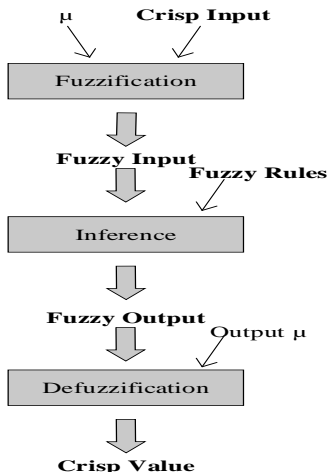 μ Crisp Input
Fuzzification
Fuzzy Input
Fuzzy Rules
Inference
Fuzzy Output
Output μ
Defuzzification
Crisp Value